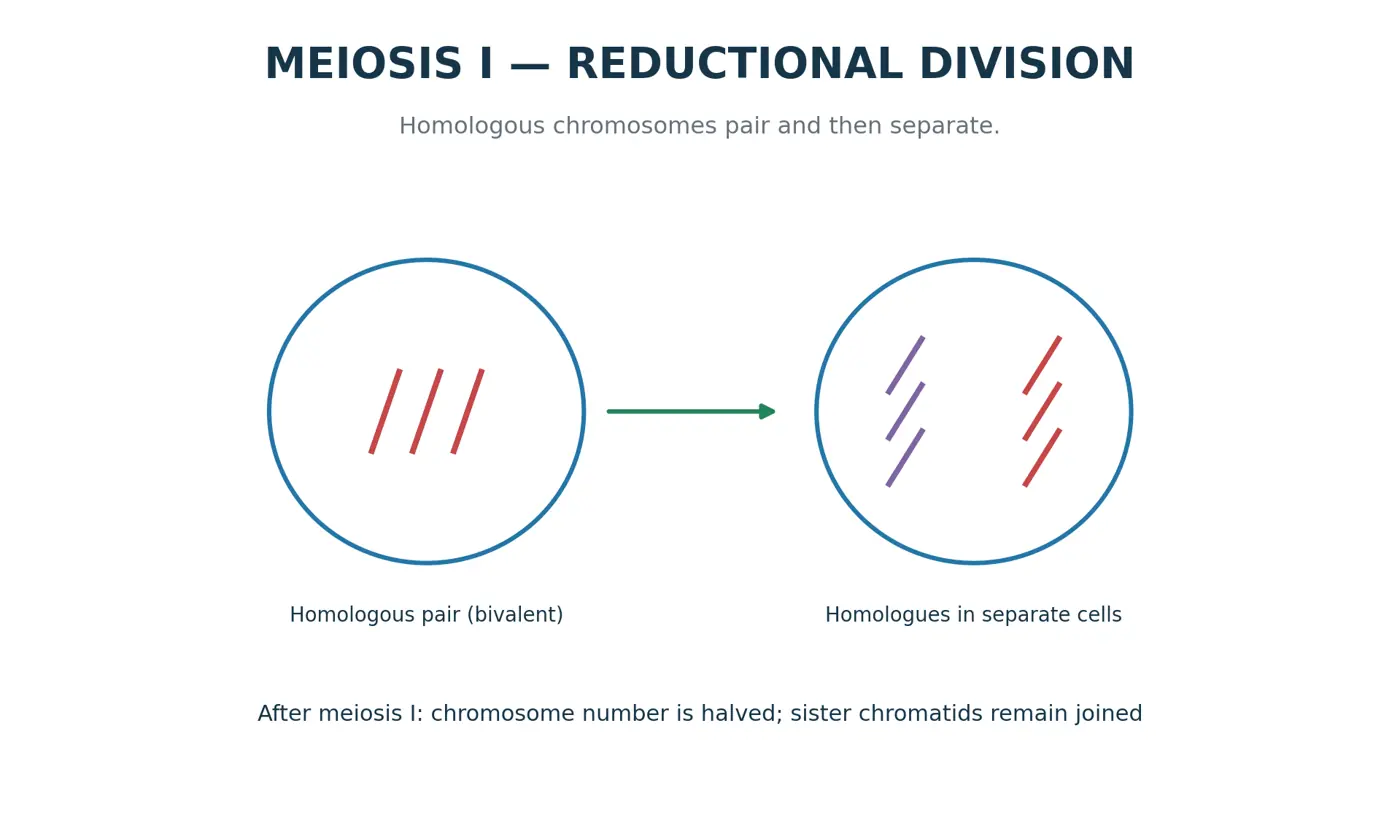 MEIOSIS I — REDUCTIONAL DIVISION
Homologous chromosomes pair and then separate.
Homologous pair (bivalent)
Homologues in separate cells
After meiosis I: chromosome number is halved; sister chromatids remain joined